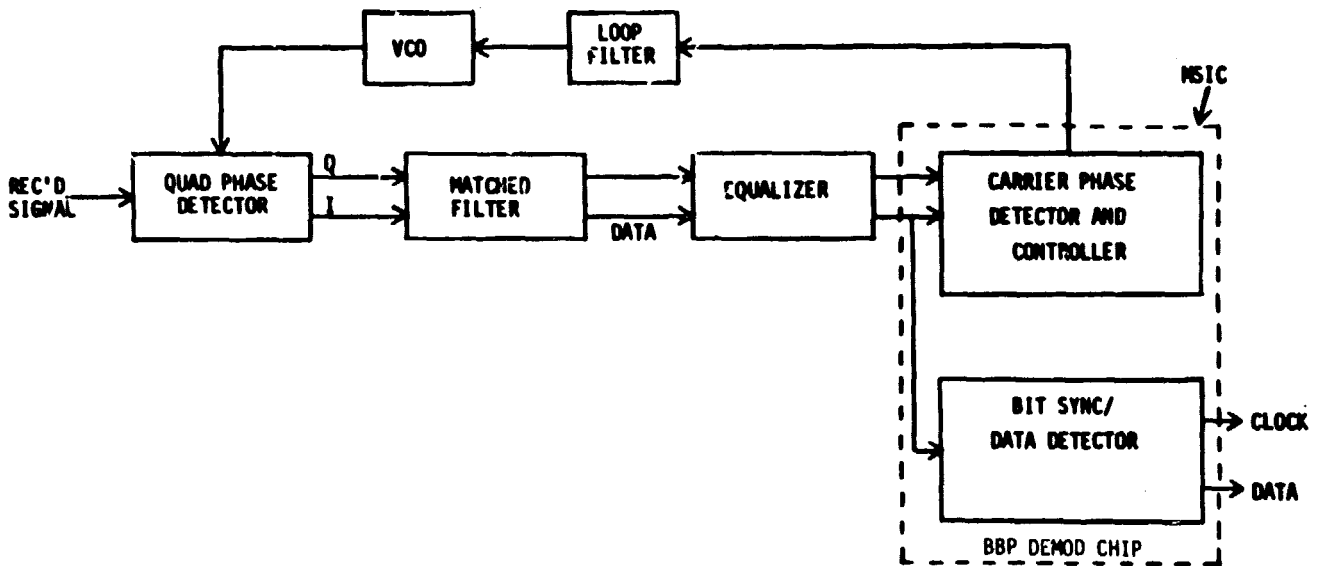 VCO
LOOP
FILTER
MSIC
REC'D
SIGNAL
QUAD PHASE
DETECTOR
Q
I
MATCHED
FILTER
DATA
EQUALIZER
CARRIER PHASE
DETECTOR AND
CONTROLLER
BIT SYNC/
DATA DETECTOR
CLOCK
DATA
BBP DEMOD CHIP